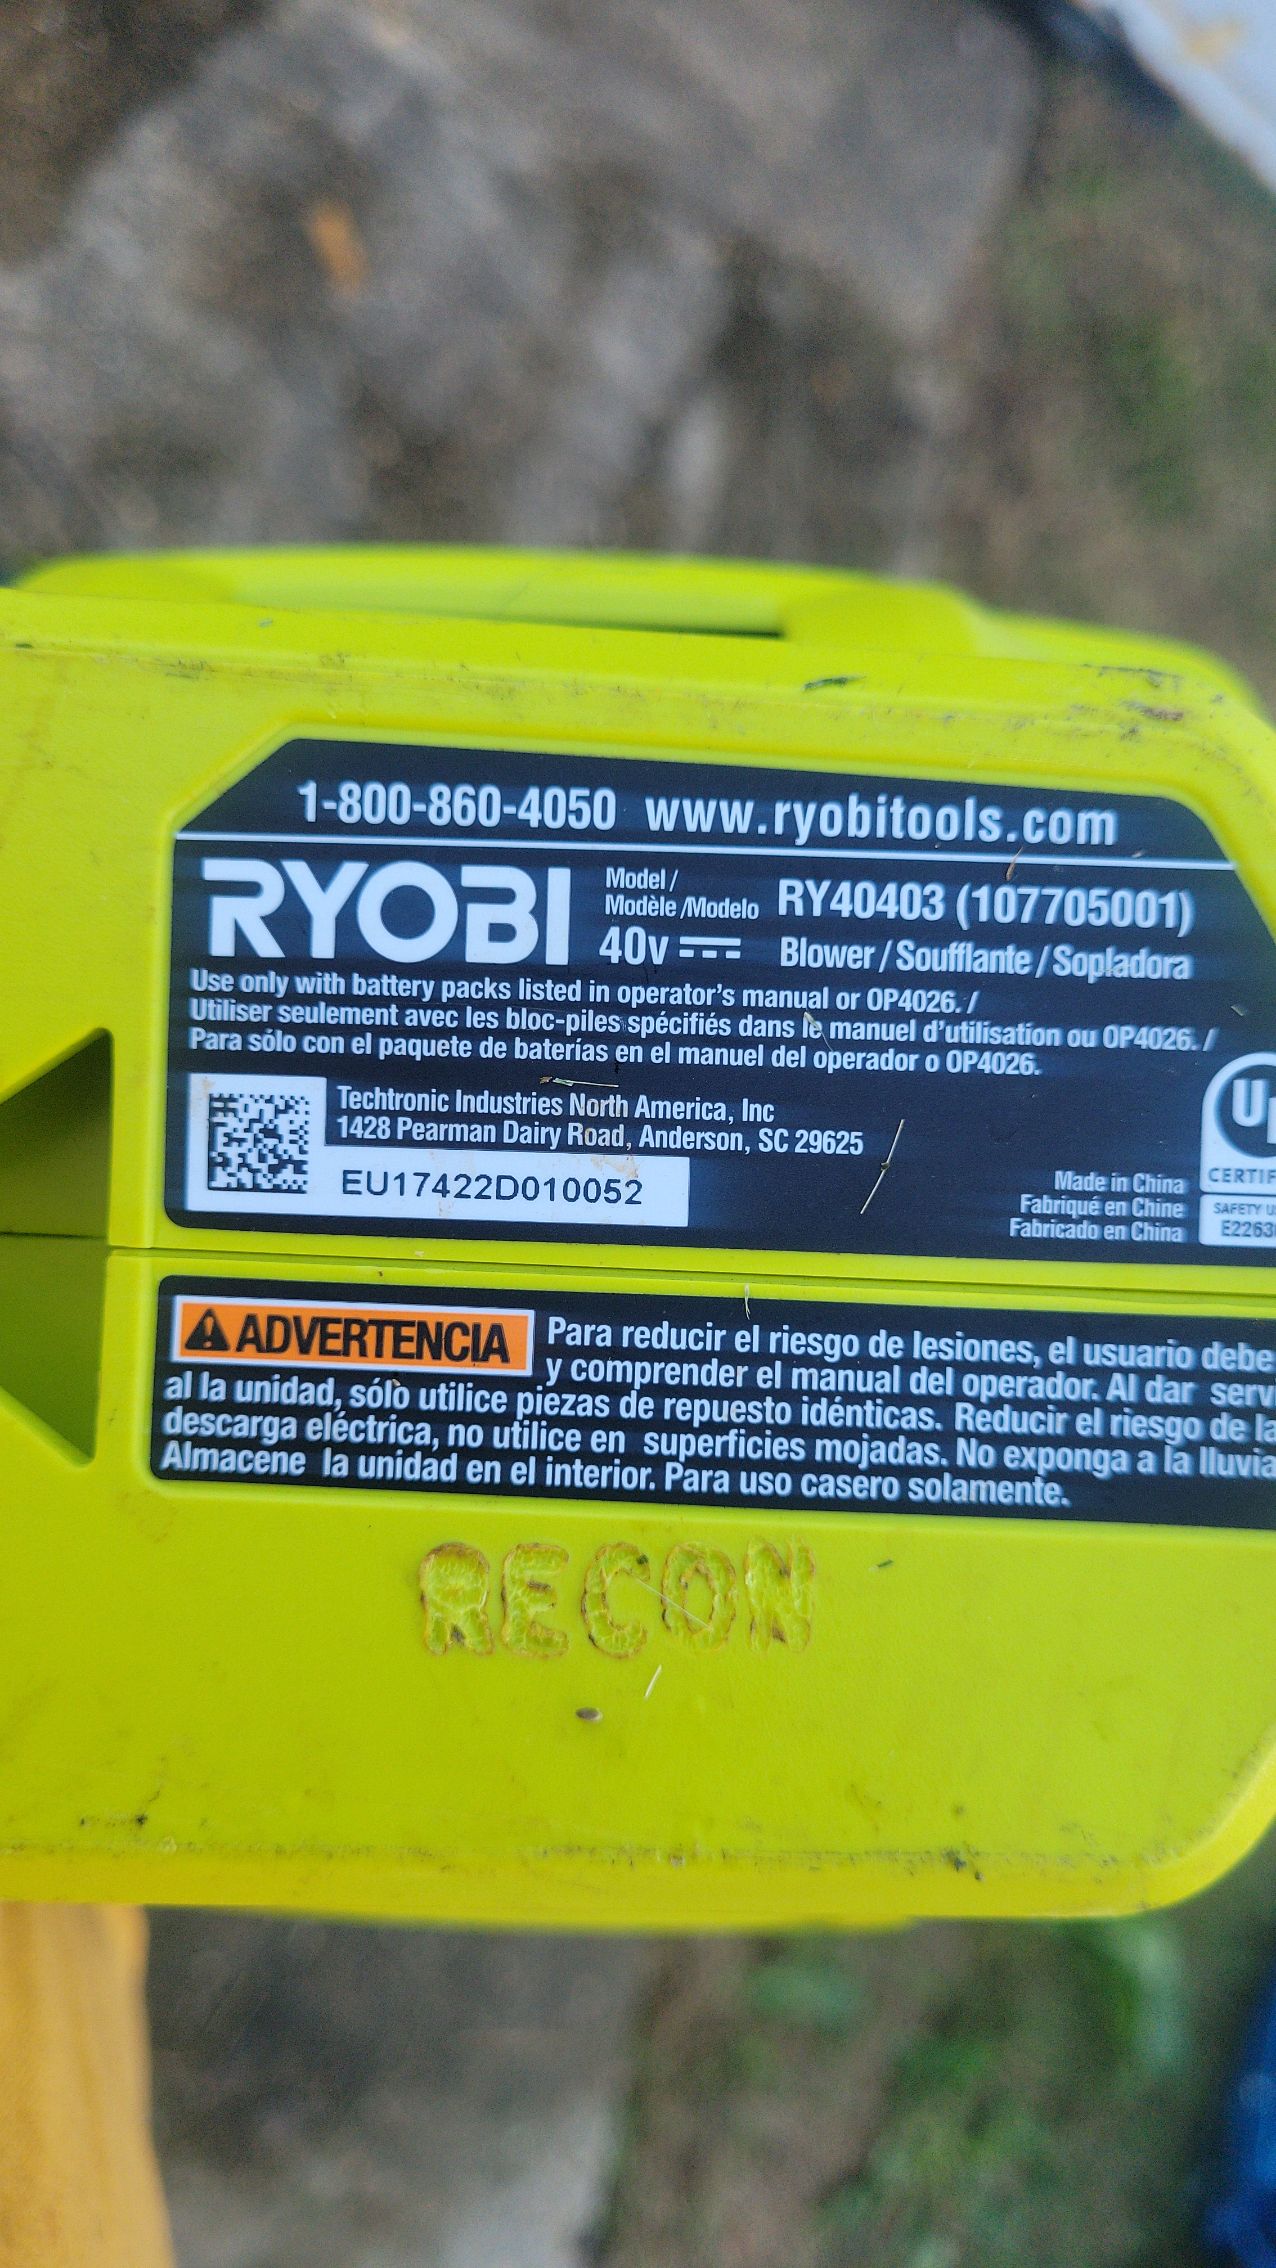 1-800-860-4050 www.ryobitools.com
RYOBI Model / Modèle /Modelo RY40403 (107705001)
40V Blower / Soufflante / Sopladora
Use only with battery packs listed in operator's manual or OP4026. /
Utiliser seulement avec les bloc-piles spécifiés dans le manuel d'utilisation ou OP4026. /
Para sólo con el paquete de baterías en el manuel del operador o OP4026.
Techtronic Industries North America, Inc
1428 Pearman Dairy Road, Anderson, SC 29625
EU17422D010052
Made in China
Fabriqué en Chine
Fabricado en China
U
CERTIF
SAFETY U
E2263
ADVERTENCIA Para reducir el riesgo de lesiones, el usuario debe
y comprender el manual del operador. Al dar serv
al la unidad, sólo utilice piezas de repuesto idénticas. Reducir el riesgo de la
descarga eléctrica, no utilice en superficies mojadas. No exponga a la lluvia
Almacene la unidad en el interior. Para uso casero solamente.
RECON